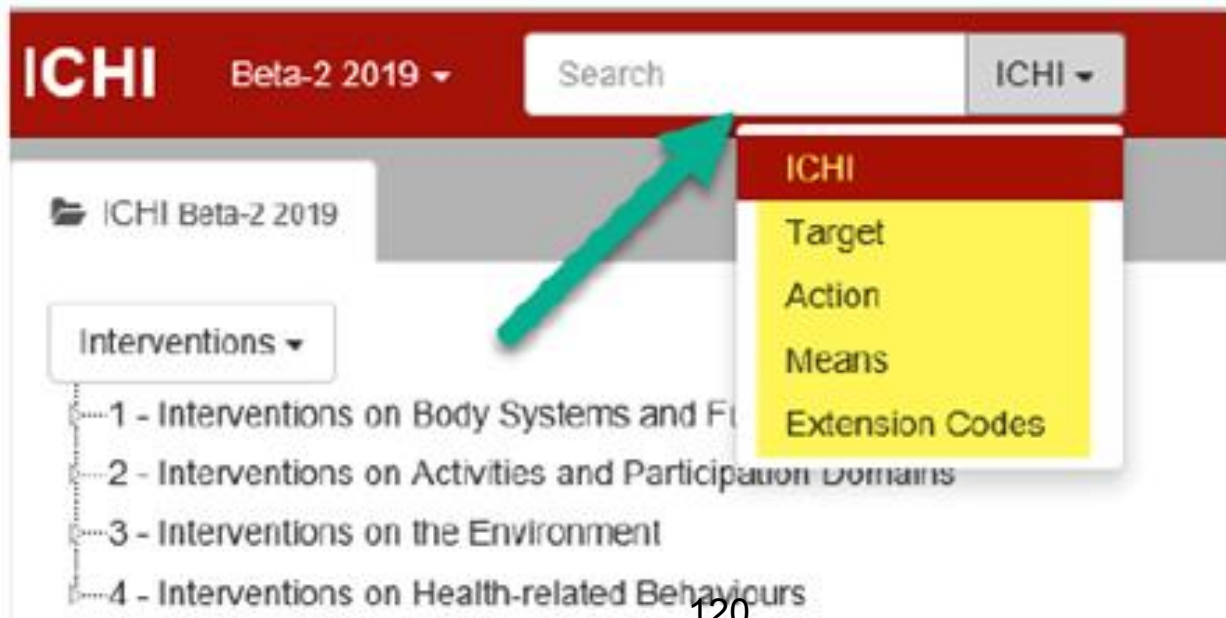 ICHI Beta-2 2019 Search ICHI
ICHI
ICHI Beta-2 2019
Target
Action
Interventions
Means
1 - Interventions on Body Systems and
Extension Codes
2 - Interventions on Activities and Participation Domains
3 - Interventions on the Environment
4 - Interventions on Health-related Behaviours
120